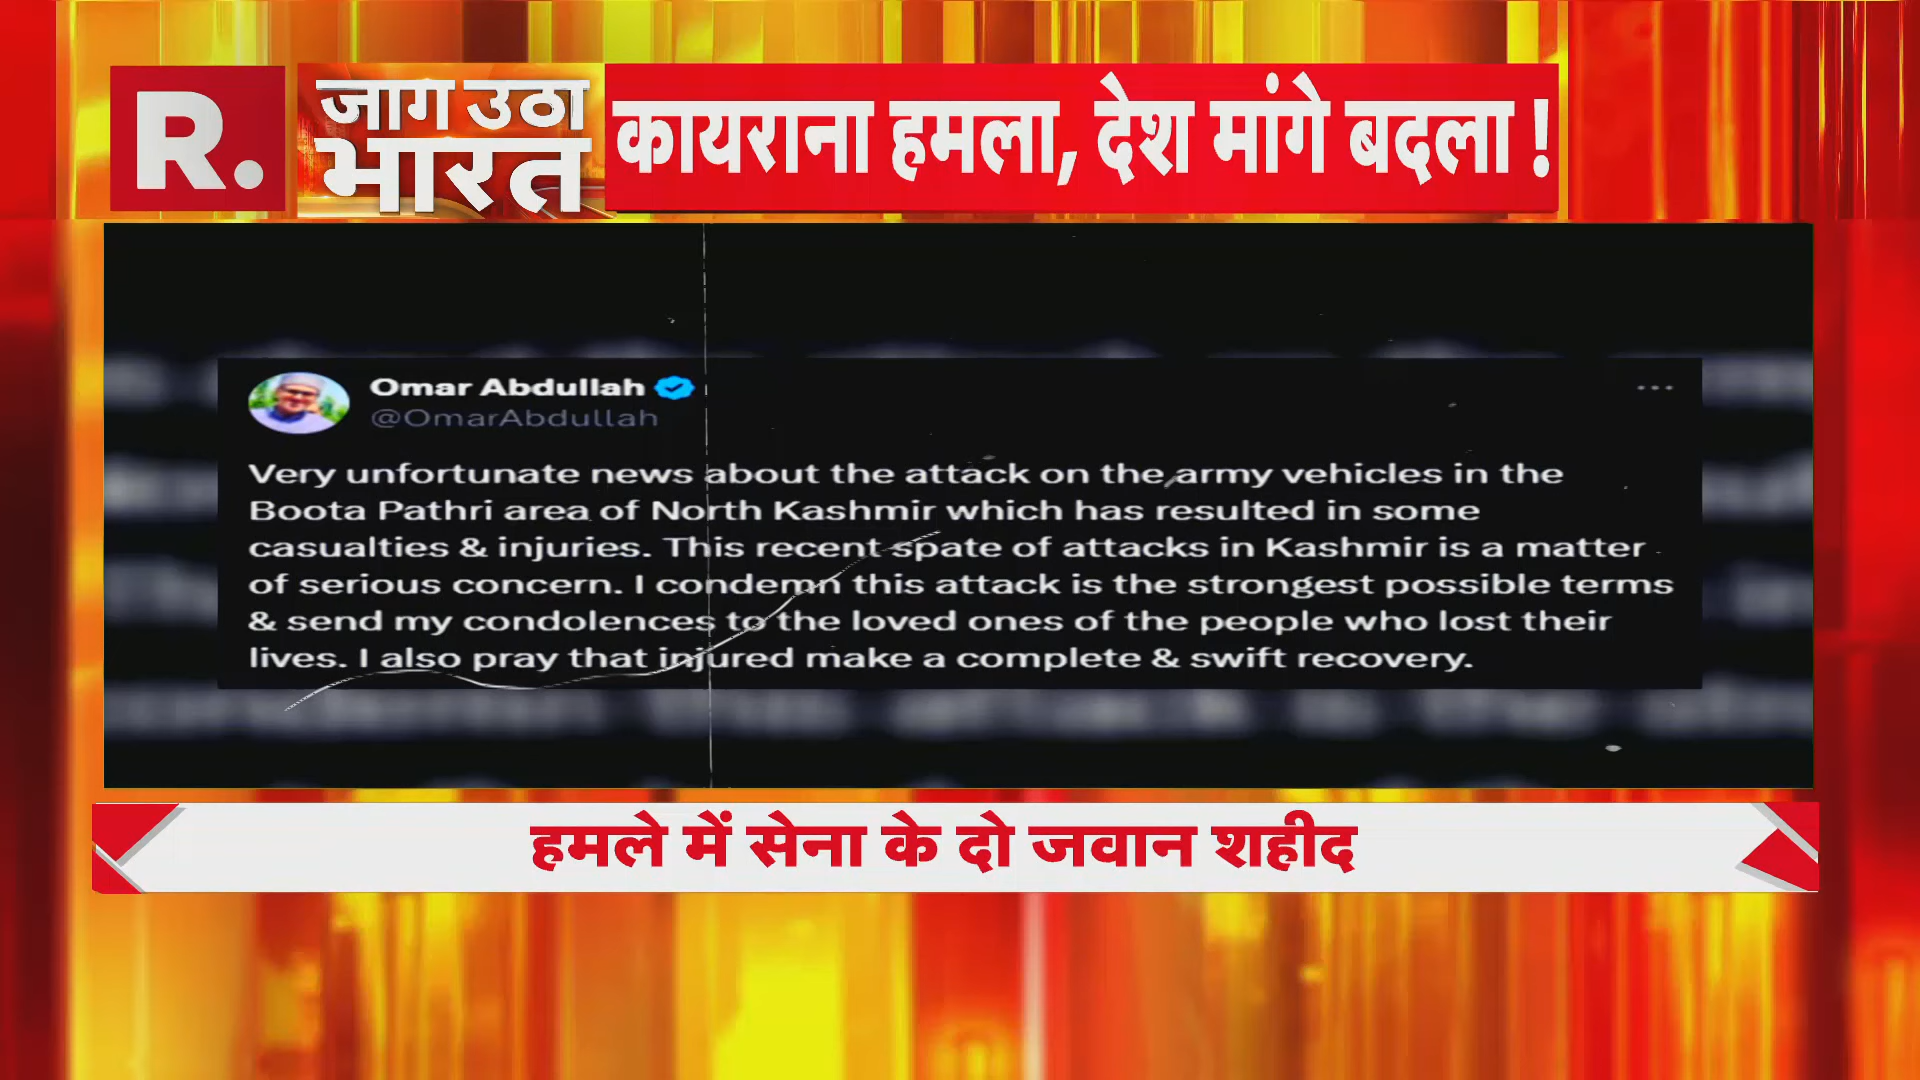 R.
जाग उठा
भारत
कायराना हमला, देश मांगे बदला !
Omar Abdullah
@OmarAbdullah
Very unfortunate news about the attack on the army vehicles in the
Boota Pathri area of North Kashmir which has resulted in some
casualties & injuries. This recent spate of attacks in Kashmir is a matter
of serious concern. I condemn this attack is the strongest possible terms
& send my condolences to the loved ones of the people who lost their
lives. I also pray that injured make a complete & swift recovery.
हमले में सेना के दो जवान शहीद